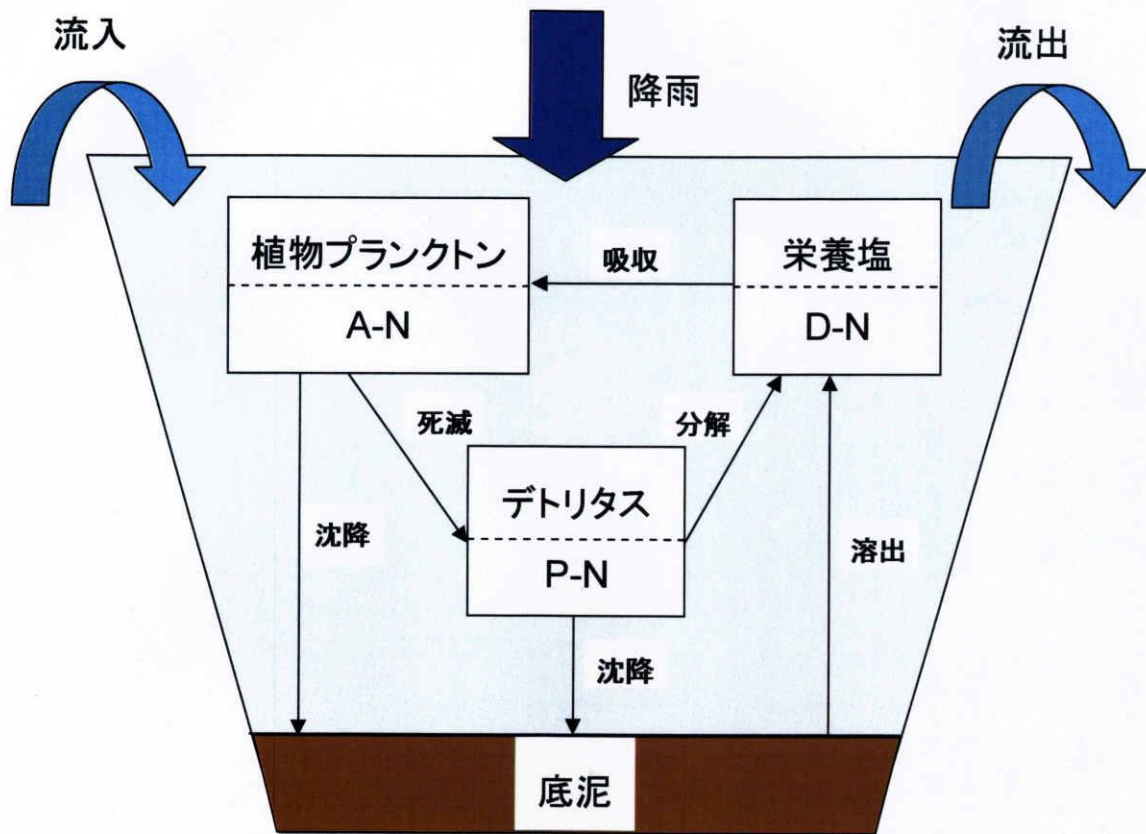 流入
降雨
流出
植物プランクトン
A-N
吸収
栄養塩
D-N
死滅
分解
デトリタス
P-N
沈降
溶出
沈降
底泥